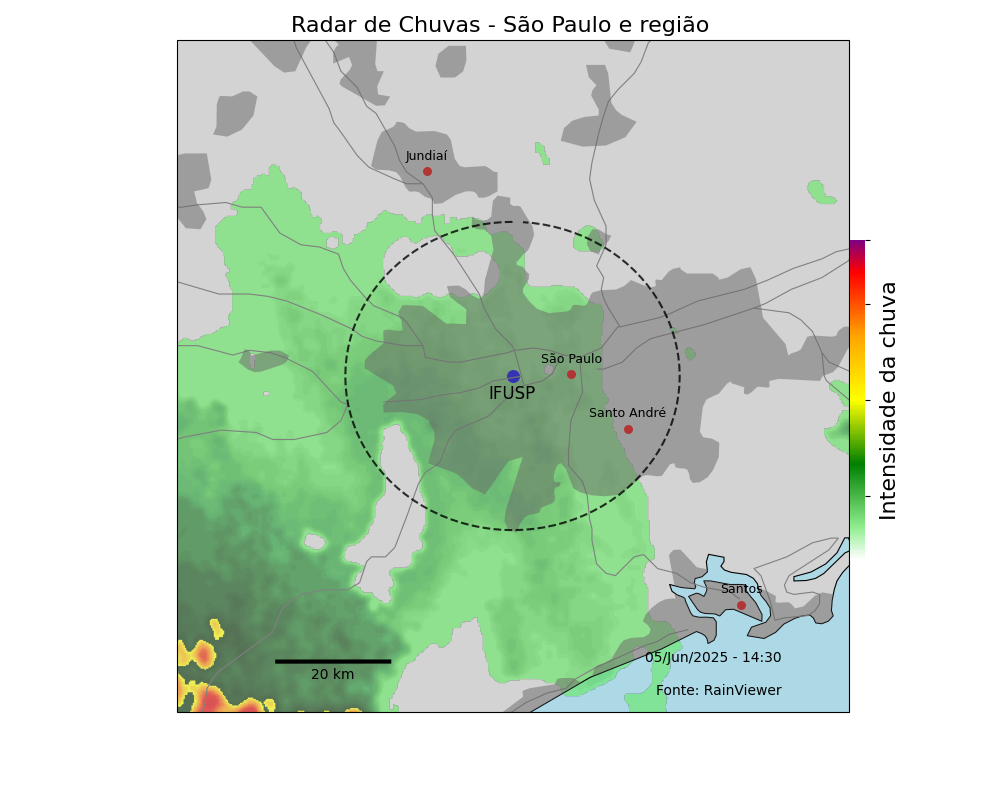 Radar de Chuvas - São Paulo e região
Jundiaí
São Paulo
IFUSP
Santo André
Santos
05/Jun/2025 - 14:30
20 km
Fonte: RainViewer
Intensidade da chuva